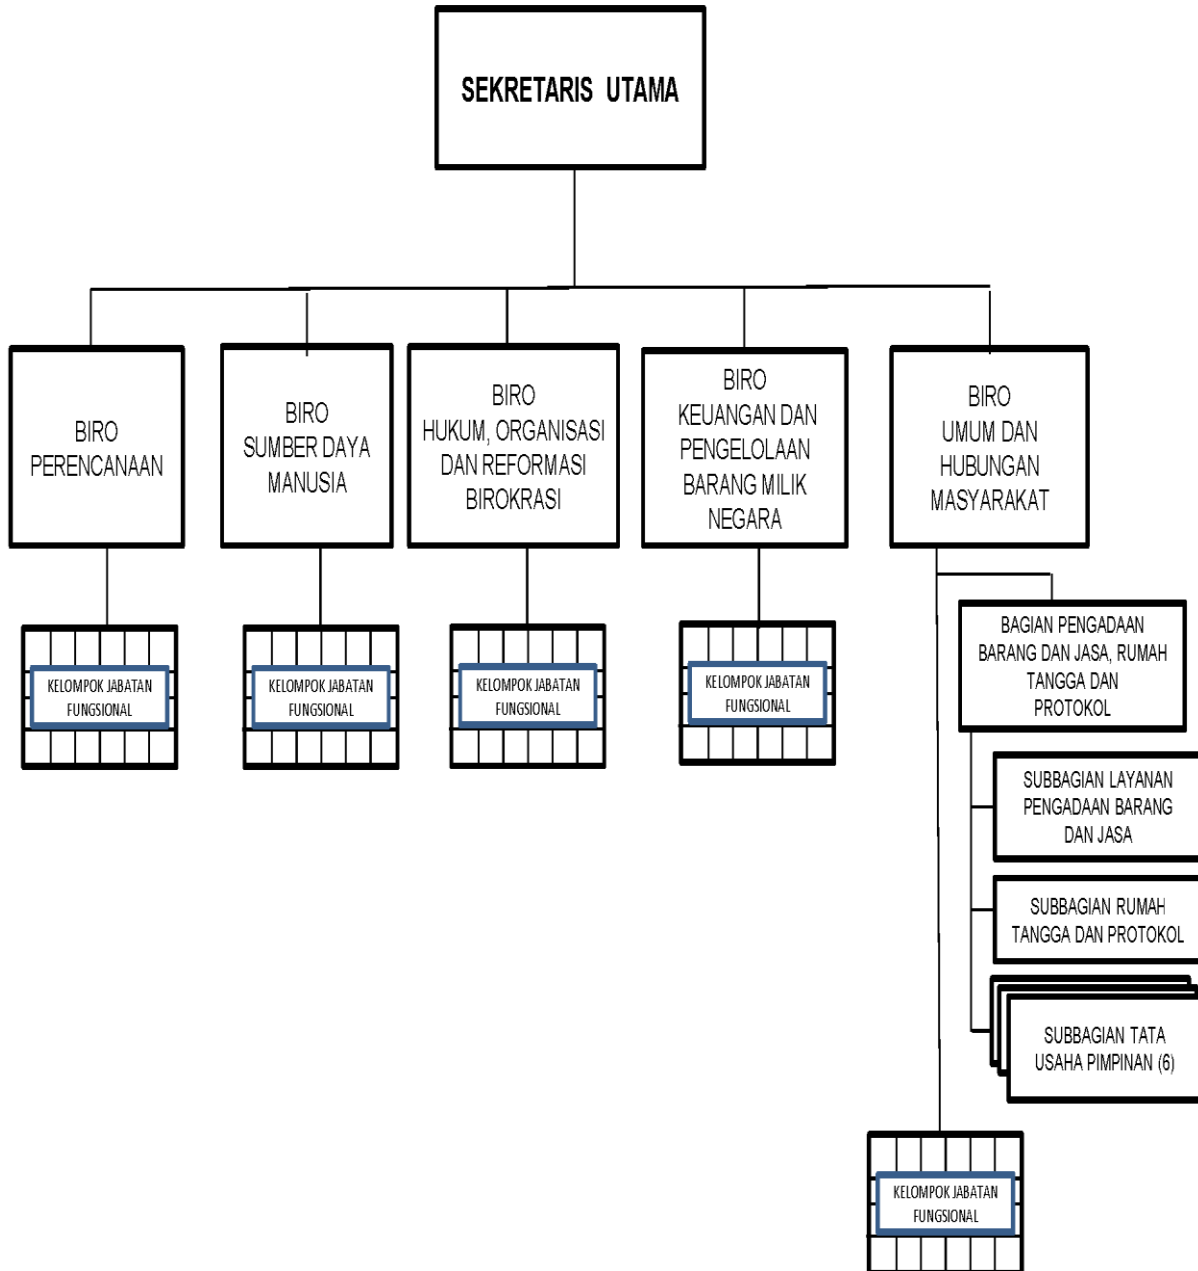 SEKRETARIS UTAMA
BIRO
PERENCANAAN
BIRO
SUMBER DAYA
MANUSIA
BIRO
HUKUM, ORGANISASI
DAN REFORMASI
BIROKRASI
BIRO
KEUANGAN DAN
PENGELOLAAN
BARANG MILIK
NEGARA
BIRO
UMUM DAN
HUBUNGAN
MASYARAKAT
KELOMPOK JABATAN
FUNGSIONAL
KELOMPOK JABATAN
FUNGSIONAL
KELOMPOK JABATAN
FUNGSIONAL
KELOMPOK JABATAN
FUNGSIONAL
BAGIAN PENGADAAN
BARANG DAN JASA, RUMAH
TANGGA DAN
PROTOKOL
SUBBAGIAN LAYANAN
PENGADAAN BARANG
DAN JASA
SUBBAGIAN RUMAH
TANGGA DAN PROTOKOL
SUBBAGIAN TATA
USAHA PIMPINAN (6)
KELOMPOK JABATAN
FUNGSIONAL